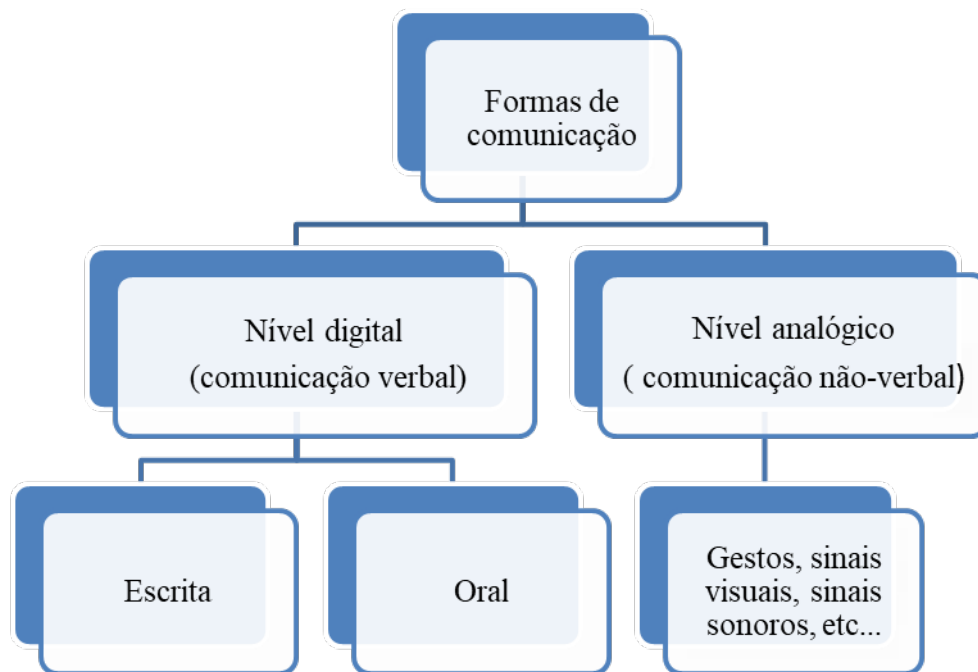 Formas de
comunicação
Nível digital
(comunicação verbal)
Nível analógico
( comunicação não-verbal)
Escrita
Oral
Gestos, sinais
visuais, sinais
sonoros, etc...